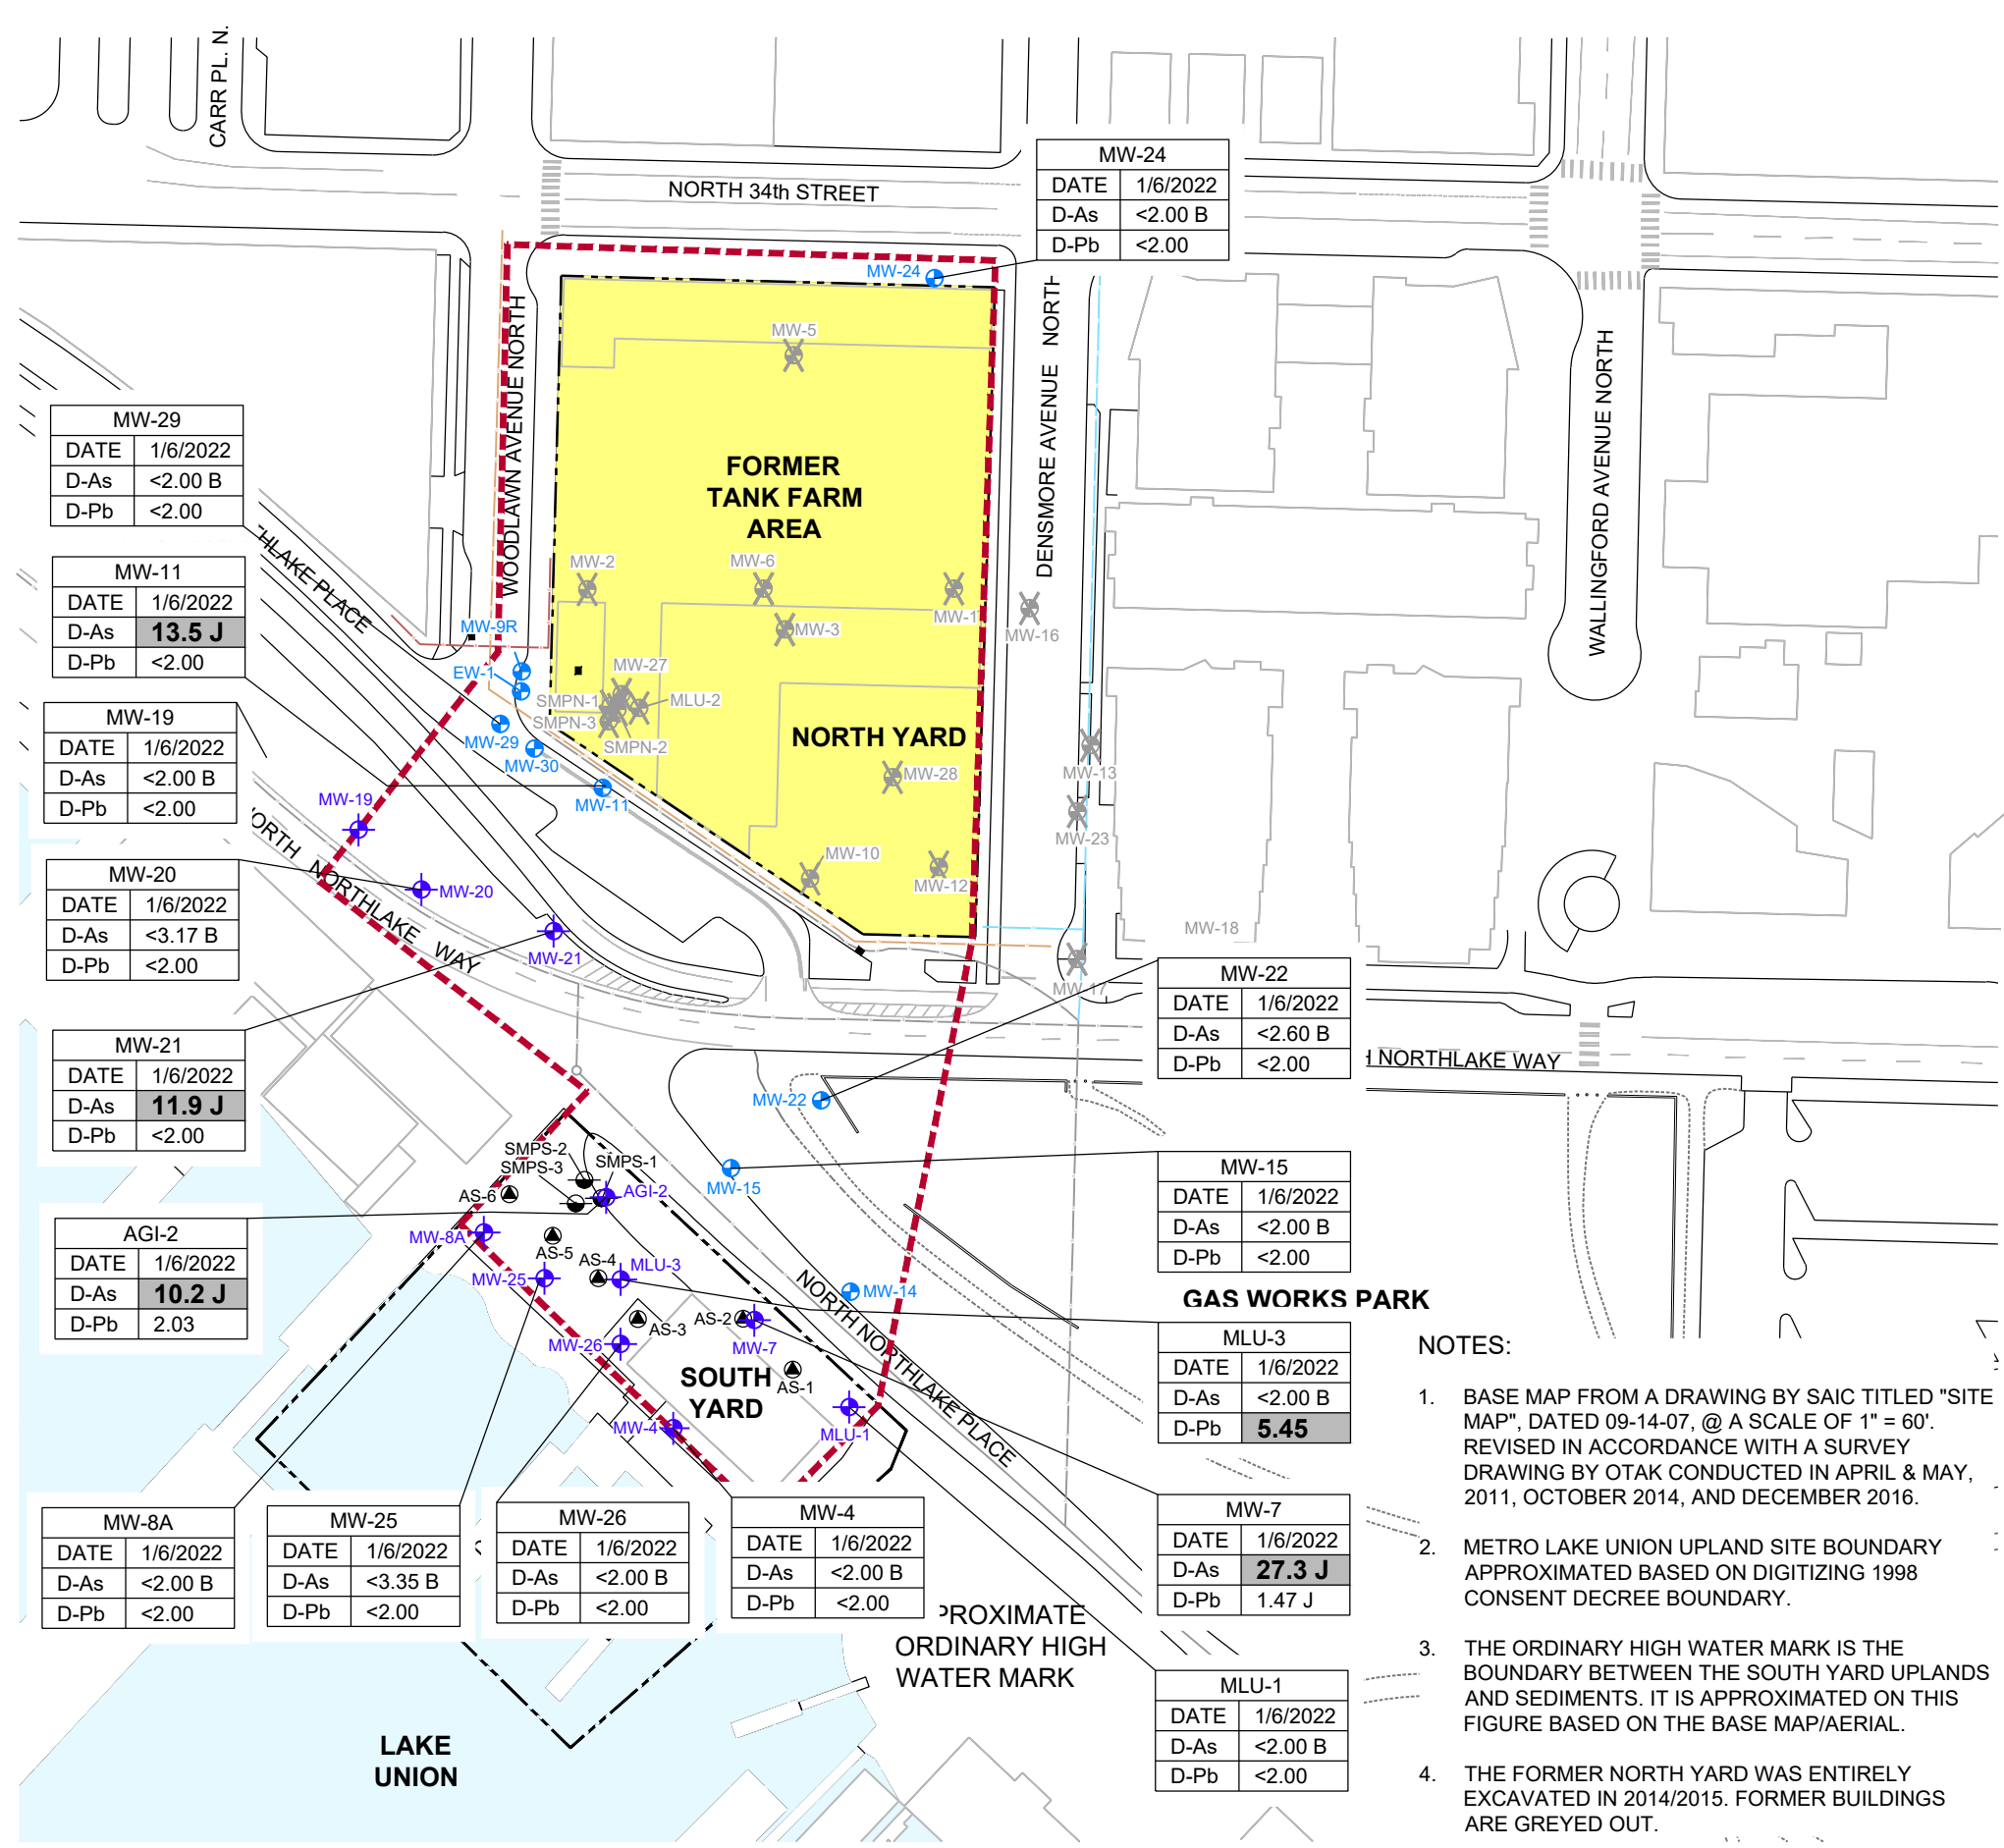 CARR PL. N.
NORTH 34th STREET
MW-24
DATE 1/6/2022
D-As <2.00 B
D-Pb <2.00
MW-24
MW-5
WOODLAWN AVENUE NORTH
DENSMORE AVENUE NORTH
WALLINGFORD AVENUE NORTH
FORMER
TANK FARM
AREA
MW-29
DATE 1/6/2022
D-As <2.00 B
D-Pb <2.00
MW-11
DATE 1/6/2022
D-As 13.5 J
D-Pb <2.00
MW-19
DATE 1/6/2022
D-As <2.00 B
D-Pb <2.00
MW-20
DATE 1/6/2022
D-As <3.17 B
D-Pb <2.00
MW-21
DATE 1/6/2022
D-As 11.9 J
D-Pb <2.00
AGI-2
DATE 1/6/2022
D-As 10.2 J
D-Pb 2.03
THLAKE PLACE
MW-2
MW-6
MW-1
MW-3
MW-16
MW-9R
EW-1
MW-27
SMPN-1
MLU-2
SMPN-3
SMPN-2
MW-29
MW-30
NORTH YARD
MW-28
MW-13
MW-11
MW-19
MW-23
MW-10
MW-12
MW-20
MW-21
NORTH NORTHLAKE WAY
MW-18
MW-17
MW-22
DATE 1/6/2022
D-As <2.60 B
D-Pb <2.00
H NORTHLAKE WAY
MW-22
MW-15
MW-15
DATE 1/6/2022
D-As <2.00 B
D-Pb <2.00
SMPS-2
SMPS-3
SMPS-1
AS-6
AGI-2
MW-8A
AS-5
AS-4
MLU-3
MW-25
MW-14
AS-3
AS-2
MW-7
MW-26
AS-1
SOUTH
YARD
MW-4
MLU-1
NORTH NORTHLAKE PLACE
GAS WORKS PARK
MLU-3
DATE 1/6/2022
D-As <2.00 B
D-Pb 5.45
MW-7
DATE 1/6/2022
D-As 27.3 J
D-Pb 1.47 J
MLU-1
DATE 1/6/2022
D-As <2.00 B
D-Pb <2.00
MW-8A
DATE 1/6/2022
D-As <2.00 B
D-Pb <2.00
MW-25
DATE 1/6/2022
D-As <3.35 B
D-Pb <2.00
MW-26
DATE 1/6/2022
D-As <2.00 B
D-Pb <2.00
MW-4
DATE 1/6/2022
D-As <2.00 B
D-Pb <2.00
PROXIMATE
ORDINARY HIGH
WATER MARK
LAKE
UNION
NOTES:
1. BASE MAP FROM A DRAWING BY SAIC TITLED "SITE
MAP", DATED 09-14-07, @ A SCALE OF 1" = 60'.
REVISED IN ACCORDANCE WITH A SURVEY
DRAWING BY OTAK CONDUCTED IN APRIL & MAY,
2011, OCTOBER 2014, AND DECEMBER 2016.
2. METRO LAKE UNION UPLAND SITE BOUNDARY
APPROXIMATED BASED ON DIGITIZING 1998
CONSENT DECREE BOUNDARY.
3. THE ORDINARY HIGH WATER MARK IS THE
BOUNDARY BETWEEN THE SOUTH YARD UPLANDS
AND SEDIMENTS. IT IS APPROXIMATED ON THIS
FIGURE BASED ON THE BASE MAP/AERIAL.
4. THE FORMER NORTH YARD WAS ENTIRELY
EXCAVATED IN 2014/2015. FORMER BUILDINGS
ARE GREYED OUT.